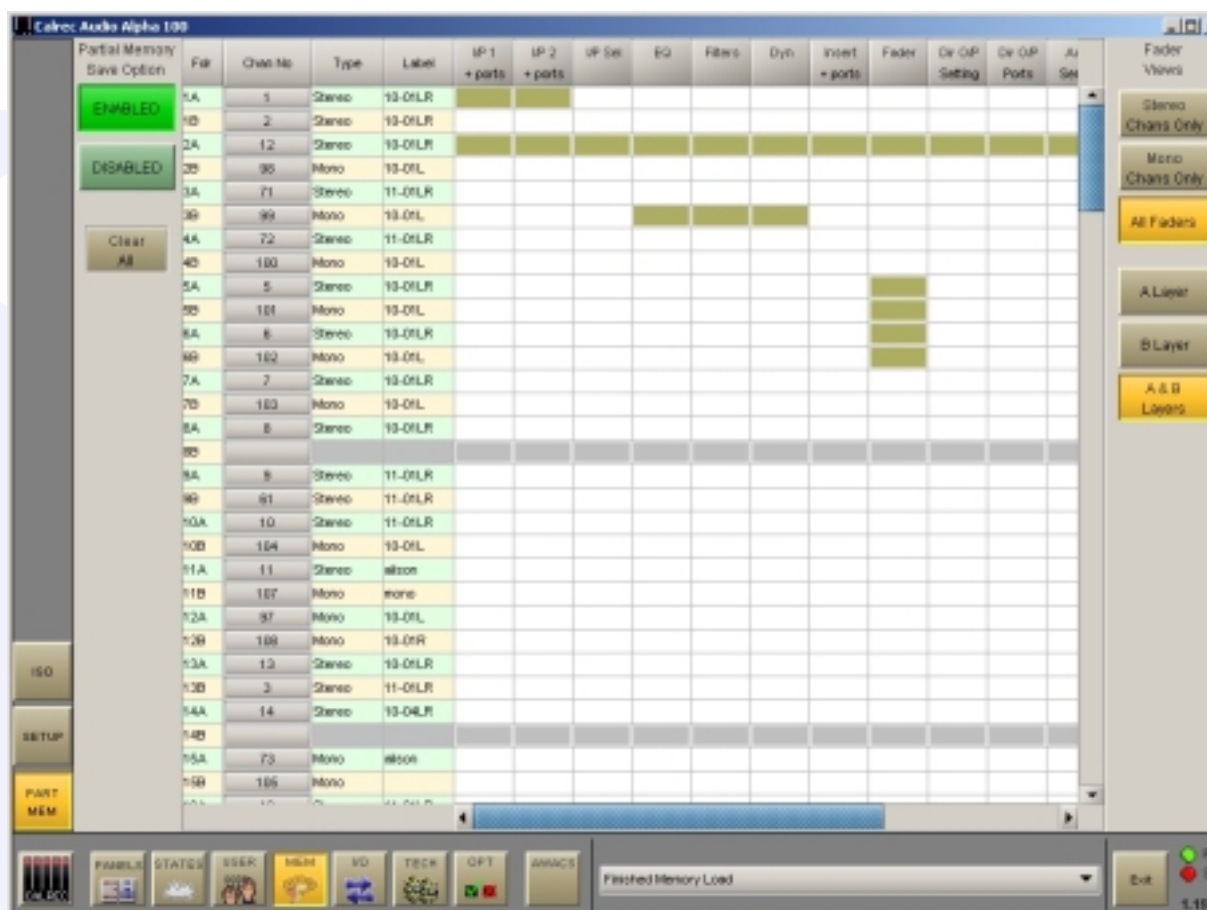 Calrec Audio Alpha 100
Partial Memory
Save Option
ENABLED
DISABLED
Clear
All
Fdr Chan No Type Label I/P 1 + ports I/P 2 + ports I/P Sel EQ Filters Dyn Insert + ports Fader Dir O/P Setting Dir O/P Ports
1A 1 Stereo 10-01LR
1B 2 Stereo 10-01LR
2A 12 Stereo 10-01LR
2B 98 Mono 10-01L
3A 71 Stereo 11-01LR
3B 99 Mono 10-01L
4A 72 Stereo 11-01LR
4B 100 Mono 10-01L
5A 5 Stereo 10-01LR
5B 101 Mono 10-01L
6A 6 Stereo 10-01LR
6B 102 Mono 10-01L
7A 7 Stereo 10-01LR
7B 103 Mono 10-01L
8A 8 Stereo 10-01LR
8B
9A 9 Stereo 11-01LR
9B 61 Stereo 11-01LR
10A 10 Stereo 11-01LR
10B 104 Mono 10-01L
11A 11 Stereo
11B 107 Mono mono
12A 97 Mono 10-01L
12B 108 Mono 10-01R
13A 13 Stereo 10-01LR
13B 3 Stereo 11-01LR
14A 14 Stereo 10-04LR
14B
15A 73 Mono
15B 105 Mono
Fader
Views
Stereo
Chans Only
Mono
Chans Only
All Faders
A Layer
B Layer
A & B
Layers
ISO
SETUP
PART
MEM
PANELS STATES USER MEM I/O TECH OPT AWACS
CALREC
Finished Memory Load
Exit